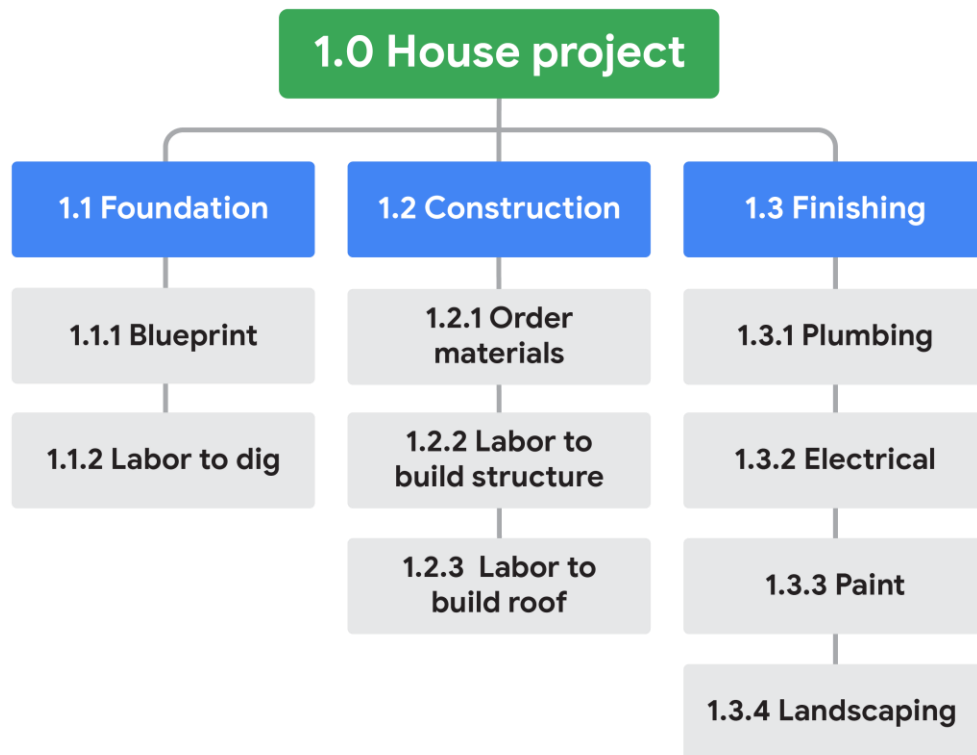 1.0 House project
1.1 Foundation
1.1.1 Blueprint
1.1.2 Labor to dig
1.2 Construction
1.2.1 Order
materials
1.2.2 Labor to
build structure
1.2.3  Labor to
build roof
1.3 Finishing
1.3.1 Plumbing
1.3.2 Electrical
1.3.3 Paint
1.3.4 Landscaping